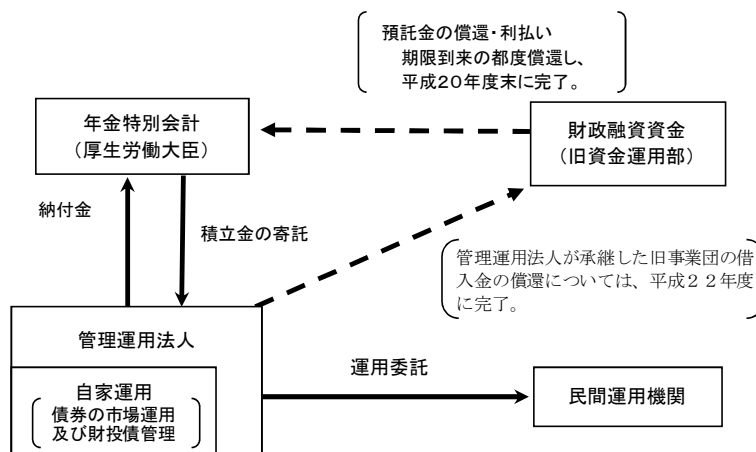 預託金の償還・利払い
期限到来の都度償還し、
平成20年度末に完了。
年金特別会計
（厚生労働大臣）
財政融資資金
（旧資金運用部）
納付金
積立金の寄託
管理運用法人が承継した旧事業団の借
入金の償還については、平成２２年度
に完了。
管理運用法人
自家運用
債券の市場運用
及び財投債管理
運用委託
民間運用機関